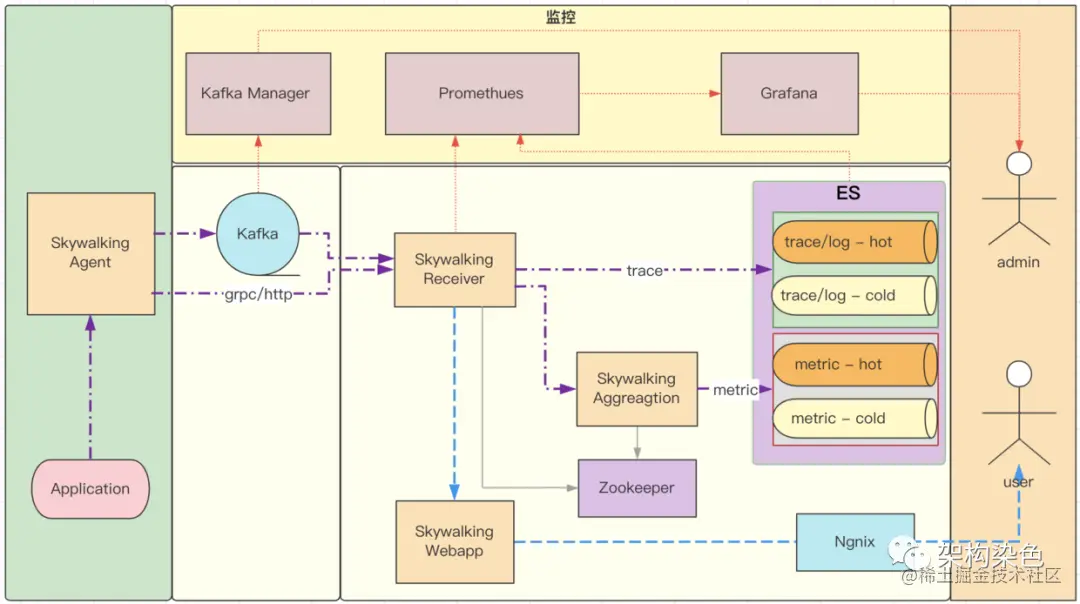 监控
Kafka Manager
Promethues
Grafana
Skywalking
Agent
Kafka
grpc/http
Application
Skywalking
Receiver
trace
Skywalking
Aggreagtion
metric
Zookeeper
Skywalking
Webapp
Ngnix
ES
trace/log - hot
trace/log - cold
metric - hot
metric - cold
admin
user
架构染色
@稀土掘金技术社区